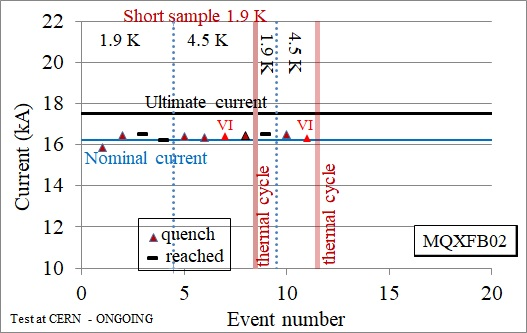 Short sample 1.9 K
1.9 K
4.5 K
1.9 K
4.5 K
22
20
18
16
14
12
10
Current (kA)
Ultimate current
VI
VI
Nominal current
thermal cycle
thermal cycle
quench
reached
MQXFB02
0
5
10
15
20
Test at CERN - ONGOING
Event number